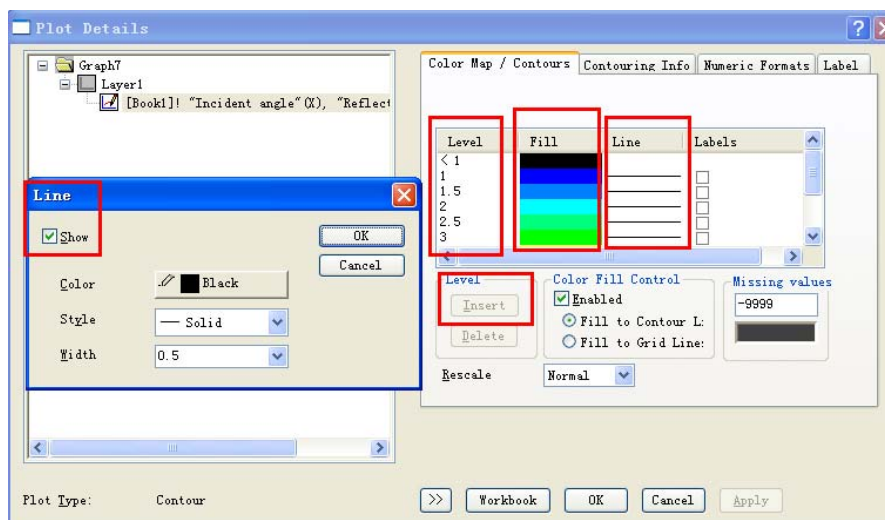 Plot Details
Graph7
Layer1
[Book1]! "Incident angle"(X), "Reflect
Line
Show
OK
Cancel
Color
Black
Style
Solid
Width
0.5
Color Map / Contours
Contouring Info
Numeric Formats
Label
Level Fill Line Labels
< 1
1
1.5
2
2.5
3
Level
Insert
Delete
Color Fill Control
Enabled
Fill to Contour L:
Fill to Grid Line:
Missing values
-9999
Rescale
Normal
Plot Type: Contour
>> Workbook OK Cancel Apply